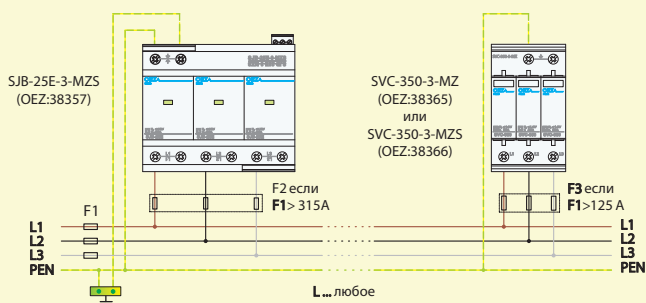 SJB-25E-3-MZS
(OEZ:38357)
SVC-350-3-MZ
(OEZ:38365)
или
SVC-350-3-MZS
(OEZ:38366)
F2 если
F1> 315A
F3 если
F1>125 A
F1
L1
L2
L3
PEN
L1
L2
L3
PEN
L ... любое